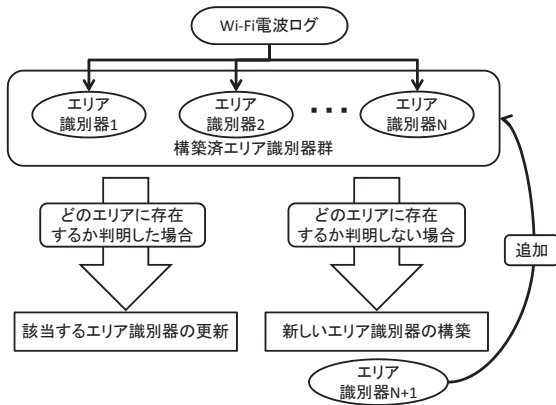 Wi-Fi電波ログ
エリア
識別器1
エリア
識別器2
・・・
エリア
識別器N
構築済エリア識別器群
どのエリアに存在
するか判明した場合
どのエリアに存在
するか判明しない場合
追加
該当するエリア識別器の更新
新しいエリア識別器の構築
エリア
識別器N+1